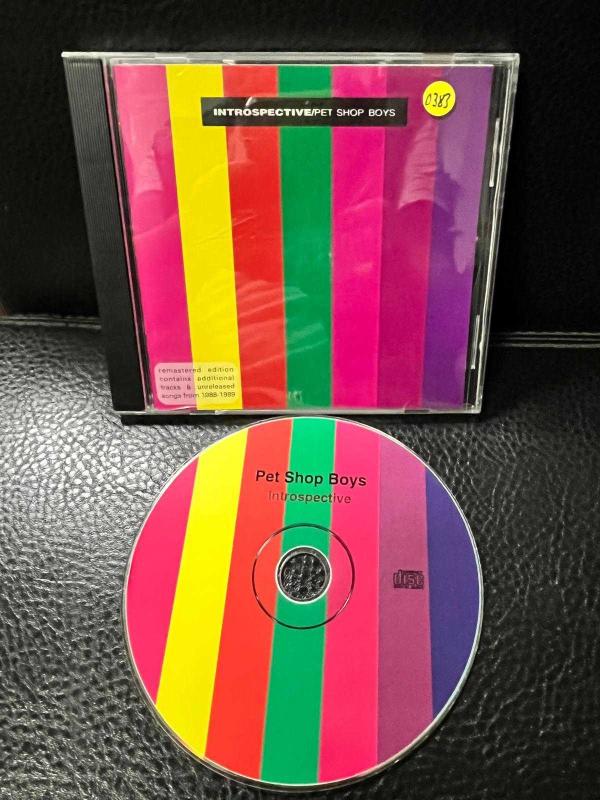 INTROSPECTIVE/PET SHOP BOYS
0383
remastered edition
contains additional
tracks & unreleased
songs from 1988-1989
Pet Shop Boys
Introspective
disc